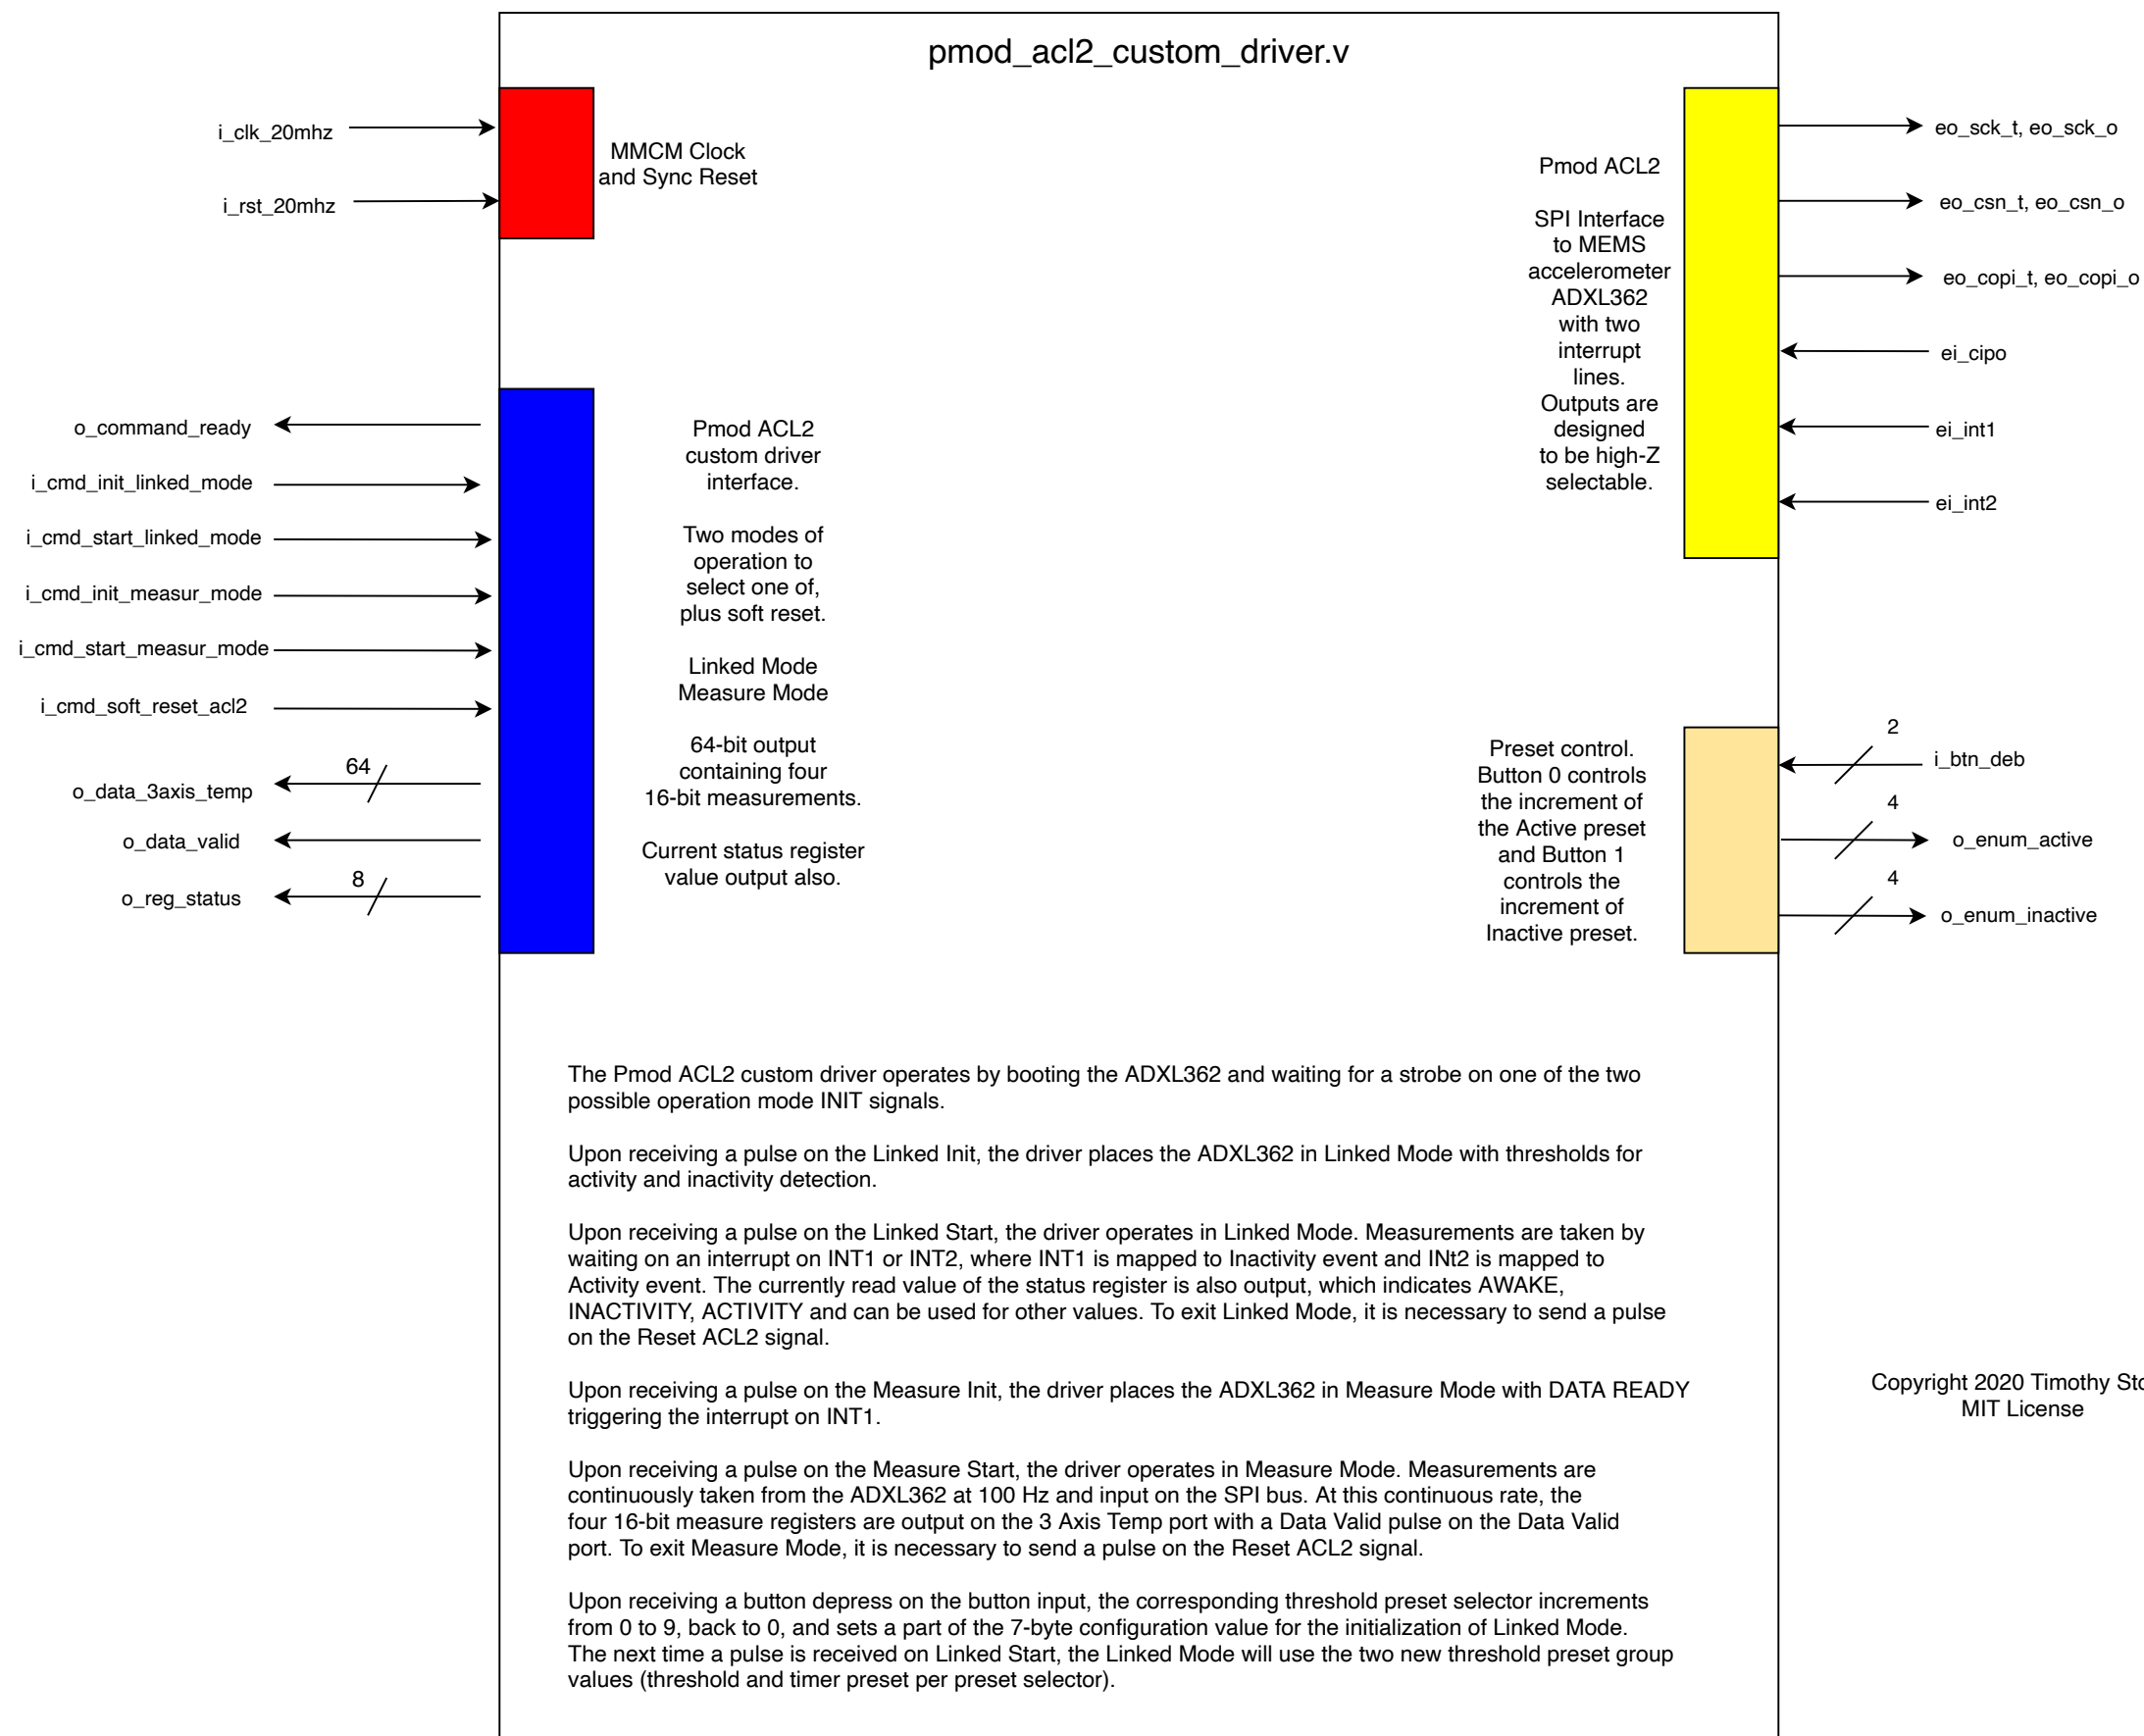 pmod_acl2_custom_driver.v
i_clk_20mhz
i_rst_20mhz
MMCM Clock
and Sync Reset
o_command_ready
i_cmd_init_linked_mode
i_cmd_start_linked_mode
i_cmd_init_measur_mode
i_cmd_start_measur_mode
i_cmd_soft_reset_acl2
64
o_data_3axis_temp
o_data_valid
8
o_reg_status
Pmod ACL2
custom driver
interface.
Two modes of
operation to
select one of,
plus soft reset.
Linked Mode
Measure Mode
64-bit output
containing four
16-bit measurements.
Current status register
value output also.
Pmod ACL2
SPI Interface
to MEMS
accelerometer
ADXL362
with two
interrupt
lines.
Outputs are
designed
to be high-Z
selectable.
eo_sck_t, eo_sck_o
eo_csn_t, eo_csn_o
eo_copi_t, eo_copi_o
ei_cipo
ei_int1
ei_int2
Preset control.
Button 0 controls
the increment of
the Active preset
and Button 1
controls the
increment of
Inactive preset.
2
i_btn_deb
4
o_enum_active
4
o_enum_inactive
The Pmod ACL2 custom driver operates by booting the ADXL362 and waiting for a strobe on one of the two
possible operation mode INIT signals.
Upon receiving a pulse on the Linked Init, the driver places the ADXL362 in Linked Mode with thresholds for
activity and inactivity detection.
Upon receiving a pulse on the Linked Start, the driver operates in Linked Mode. Measurements are taken by
waiting on an interrupt on INT1 or INT2, where INT1 is mapped to Inactivity event and INt2 is mapped to
Activity event. The currently read value of the status register is also output, which indicates AWAKE,
INACTIVITY, ACTIVITY and can be used for other values. To exit Linked Mode, it is necessary to send a pulse
on the Reset ACL2 signal.
Upon receiving a pulse on the Measure Init, the driver places the ADXL362 in Measure Mode with DATA READY
triggering the interrupt on INT1.
Upon receiving a pulse on the Measure Start, the driver operates in Measure Mode. Measurements are
continuously taken from the ADXL362 at 100 Hz and input on the SPI bus. At this continuous rate, the
four 16-bit measure registers are output on the 3 Axis Temp port with a Data Valid pulse on the Data Valid
port. To exit Measure Mode, it is necessary to send a pulse on the Reset ACL2 signal.
Upon receiving a button depress on the button input, the corresponding threshold preset selector increments
from 0 to 9, back to 0, and sets a part of the 7-byte configuration value for the initialization of Linked Mode.
The next time a pulse is received on Linked Start, the Linked Mode will use the two new threshold preset group
values (threshold and timer preset per preset selector).
Copyright 2020 Timothy
MIT License